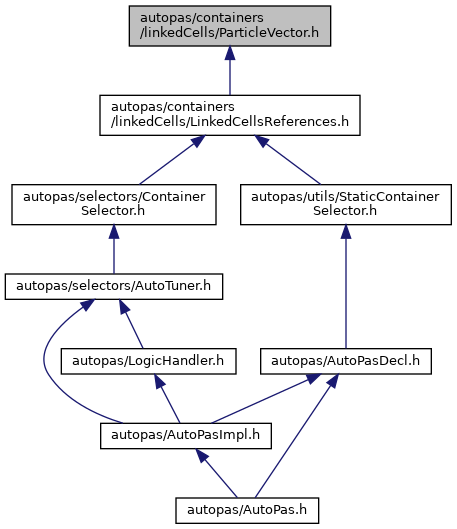 autopas/containers
/linkedCells/ParticleVector.h
autopas/containers
/linkedCells/LinkedCellsReferences.h
autopas/selectors/Container
Selector.h
autopas/utils/StaticContainer
Selector.h
autopas/selectors/AutoTuner.h
autopas/LogicHandler.h
autopas/AutoPasDecl.h
autopas/AutoPasImpl.h
autopas/AutoPas.h